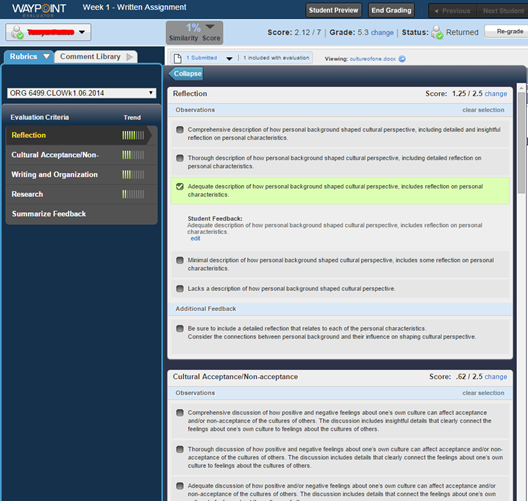 WAYPOINT
EVALUATOR
Week 1 - Written Assignment
Student Preview
End Grading
Previous
Next Student
1%
Similarity Score
Score: 2.12 / 7
Grade: 5.3 change
Status: Returned
Re-grade
Rubrics
Comment Library
1 Submitted
1 included with evaluation
Viewing: cultureofone.docx
Collapse
ORG 6499.CLOWk1.06.2014
Evaluation Criteria
Trend
Reflection
Cultural Acceptance/Non-
Writing and Organization
Research
Summarize Feedback
Reflection
Score: 1.25 / 2.5 change
Observations
clear selection
Comprehensive description of how personal background shaped cultural perspective, including detailed and insightful
reflection on personal characteristics.
Thorough description of how personal background shaped cultural perspective, including detailed reflection on
personal characteristics.
Adequate description of how personal background shaped cultural perspective, includes reflection on personal
characteristics.
Student Feedback:
Adequate description of how personal background shaped cultural perspective, includes reflection on personal
characteristics.
edit
Minimal description of how personal background shaped cultural perspective, includes some reflection on personal
characteristics.
Lacks a description of how personal background shaped cultural perspective.
Additional Feedback
Be sure to include a detailed reflection that relates to each of the personal characteristics.
Consider the connections between personal background and their influence on shaping cultural perspective.
Cultural Acceptance/Non-acceptance
Score: .62 / 2.5 change
Observations
clear selection
Comprehensive discussion of how positive and negative feelings about one's own culture can affect acceptance
and/or non-acceptance of the cultures of others. The discussion includes insightful details that clearly connect the
feelings about one's own culture to feelings about the cultures of others.
Thorough discussion of how positive and negative feelings about one's own culture can affect acceptance and/or non-
acceptance of the cultures of others. The discussion includes details that clearly connect the feelings about one's own
culture to feelings about the cultures of others.
Adequate discussion of how positive and/or negative feelings about one's own culture can affect acceptance
and/or non-acceptance of the cultures of others. The discussion includes details that connect the feelings about